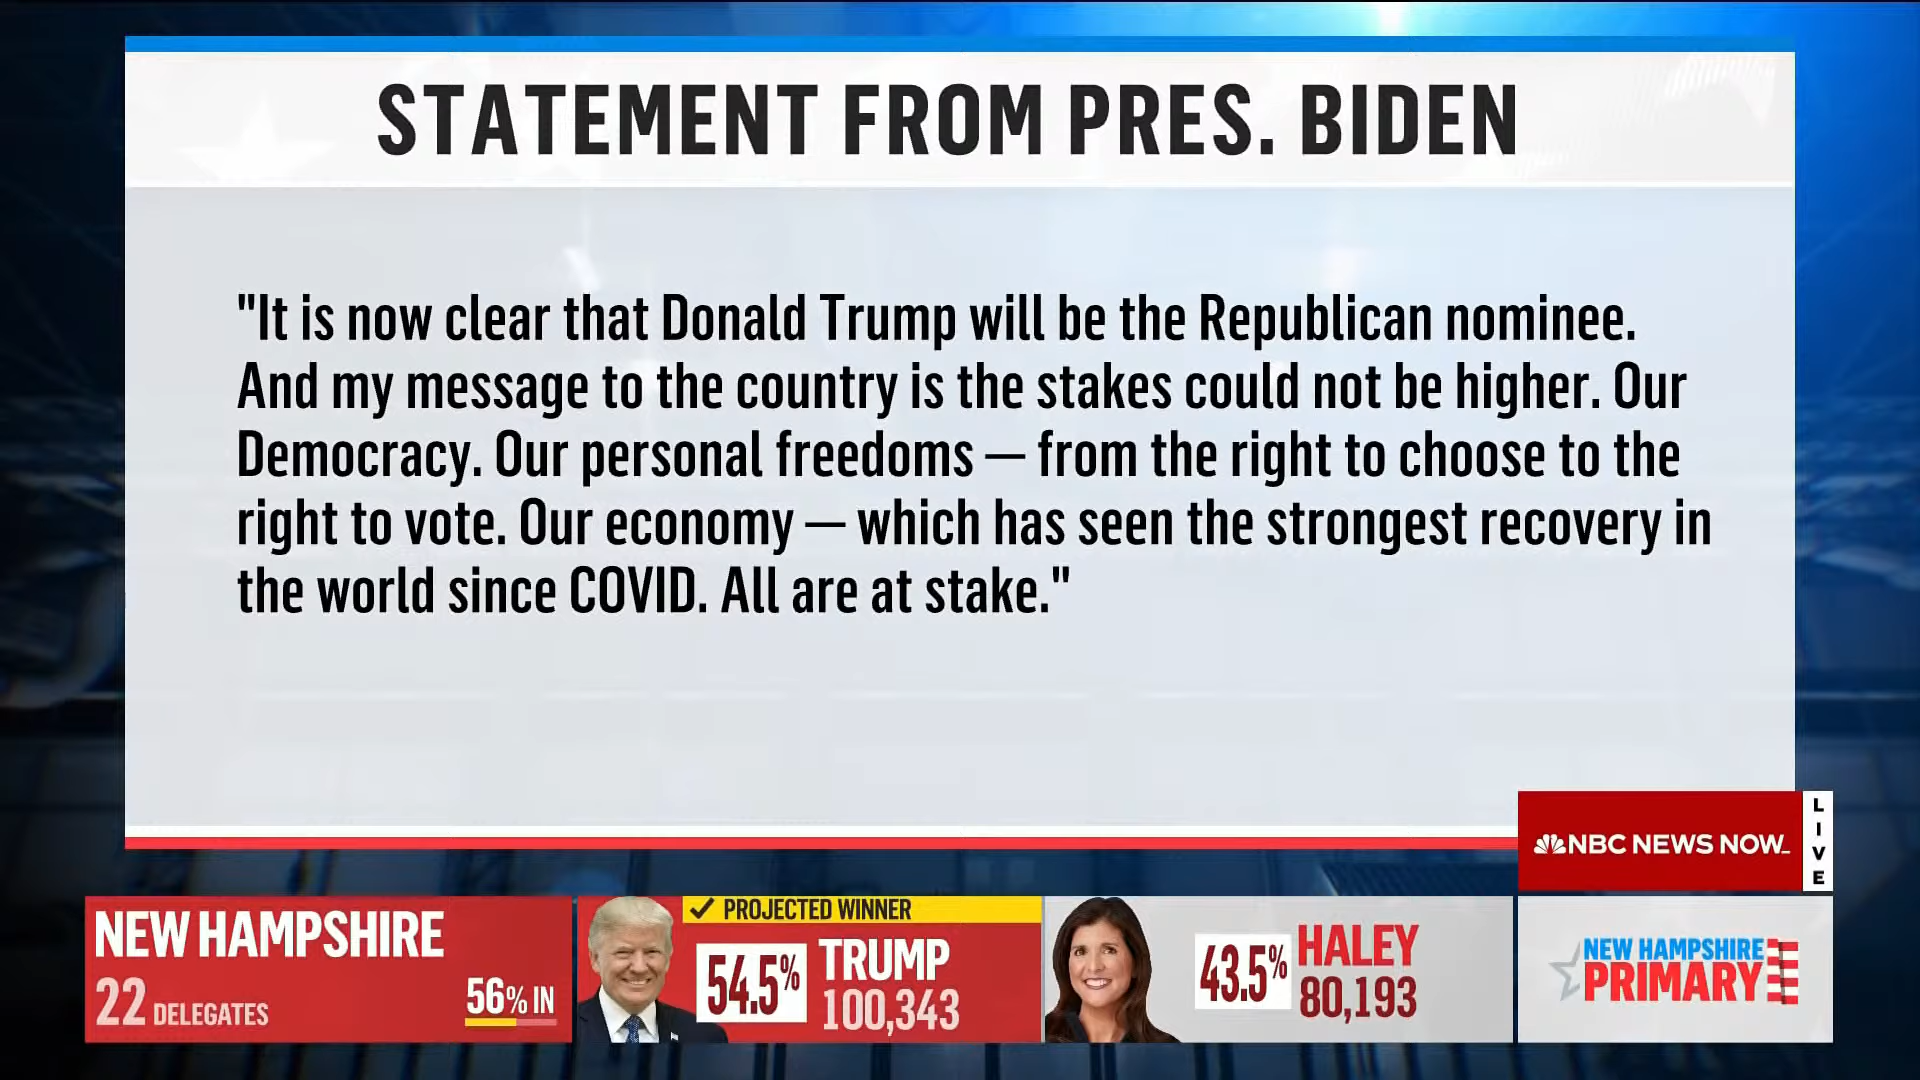 STATEMENT FROM PRES. BIDEN
"It is now clear that Donald Trump will be the Republican nominee.
And my message to the country is the stakes could not be higher. Our
Democracy. Our personal freedoms — from the right to choose to the
right to vote. Our economy — which has seen the strongest recovery in
the world since COVID. All are at stake."
NBC NEWS NOW
LIVE
NEW HAMPSHIRE
22 DELEGATES
56% IN
PROJECTED WINNER
54.5%
TRUMP
100,343
43.5%
HALEY
80,193
NEW HAMPSHIRE
PRIMARY